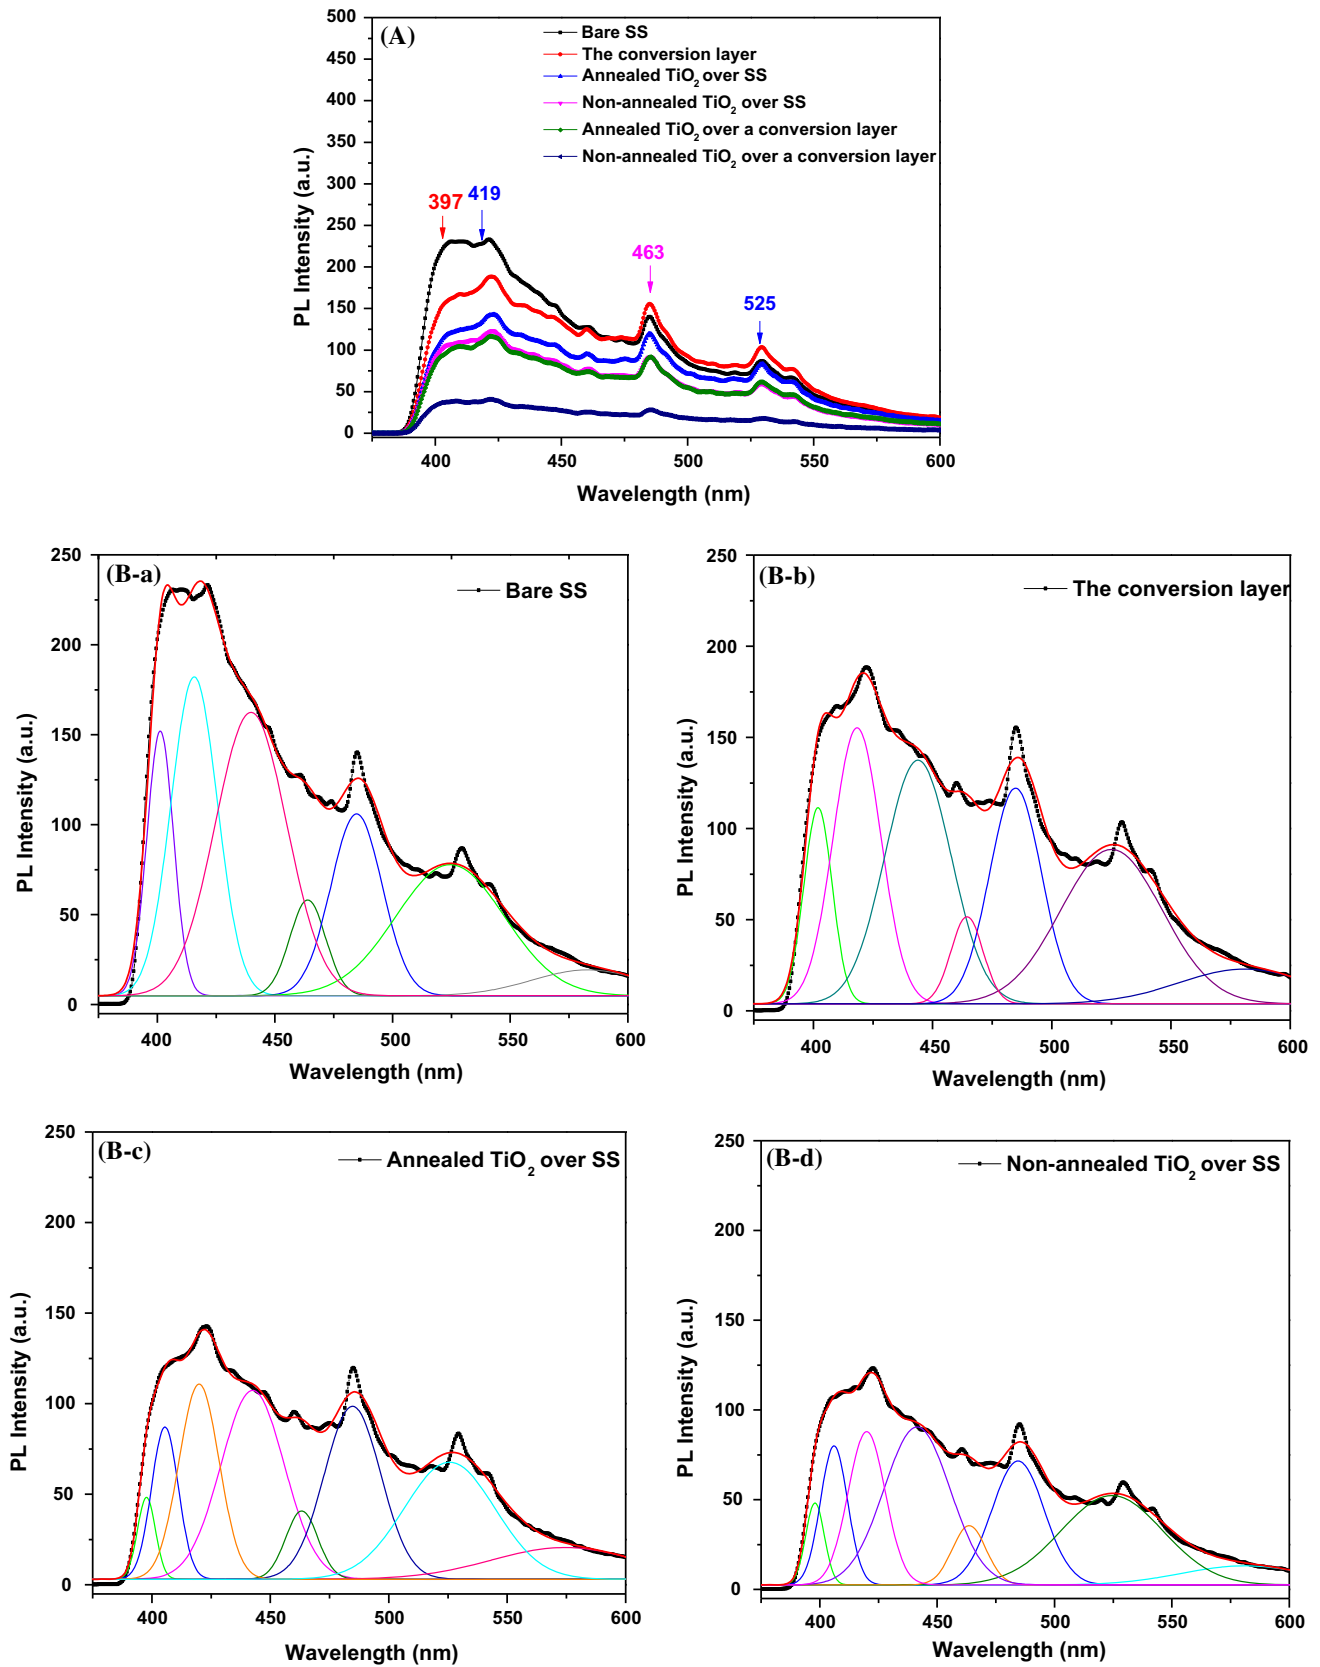 (A)
Bare SS
The conversion layer
Annealed TiO2 over SS
Non-annealed TiO2 over SS
Annealed TiO2 over a conversion layer
Non-annealed TiO2 over a conversion layer
397
419
463
525
500
450
400
350
300
250
200
150
100
50
0
PL Intensity (a.u.)
400 450 500 550 600
Wavelength (nm)
(B-a)
Bare SS
250
200
150
100
50
0
PL Intensity (a.u.)
400 450 500 550 600
Wavelength (nm)
(B-b)
The conversion layer
250
200
150
100
50
0
PL Intensity (a.u.)
400 450 500 550 600
Wavelength (nm)
(B-c)
Annealed TiO2 over SS
250
200
150
100
50
0
PL Intensity (a.u.)
400 450 500 550 600
Wavelength (nm)
(B-d)
Non-annealed TiO2 over SS
250
200
150
100
50
0
PL Intensity (a.u.)
400 450 500 550 600
Wavelength (nm)